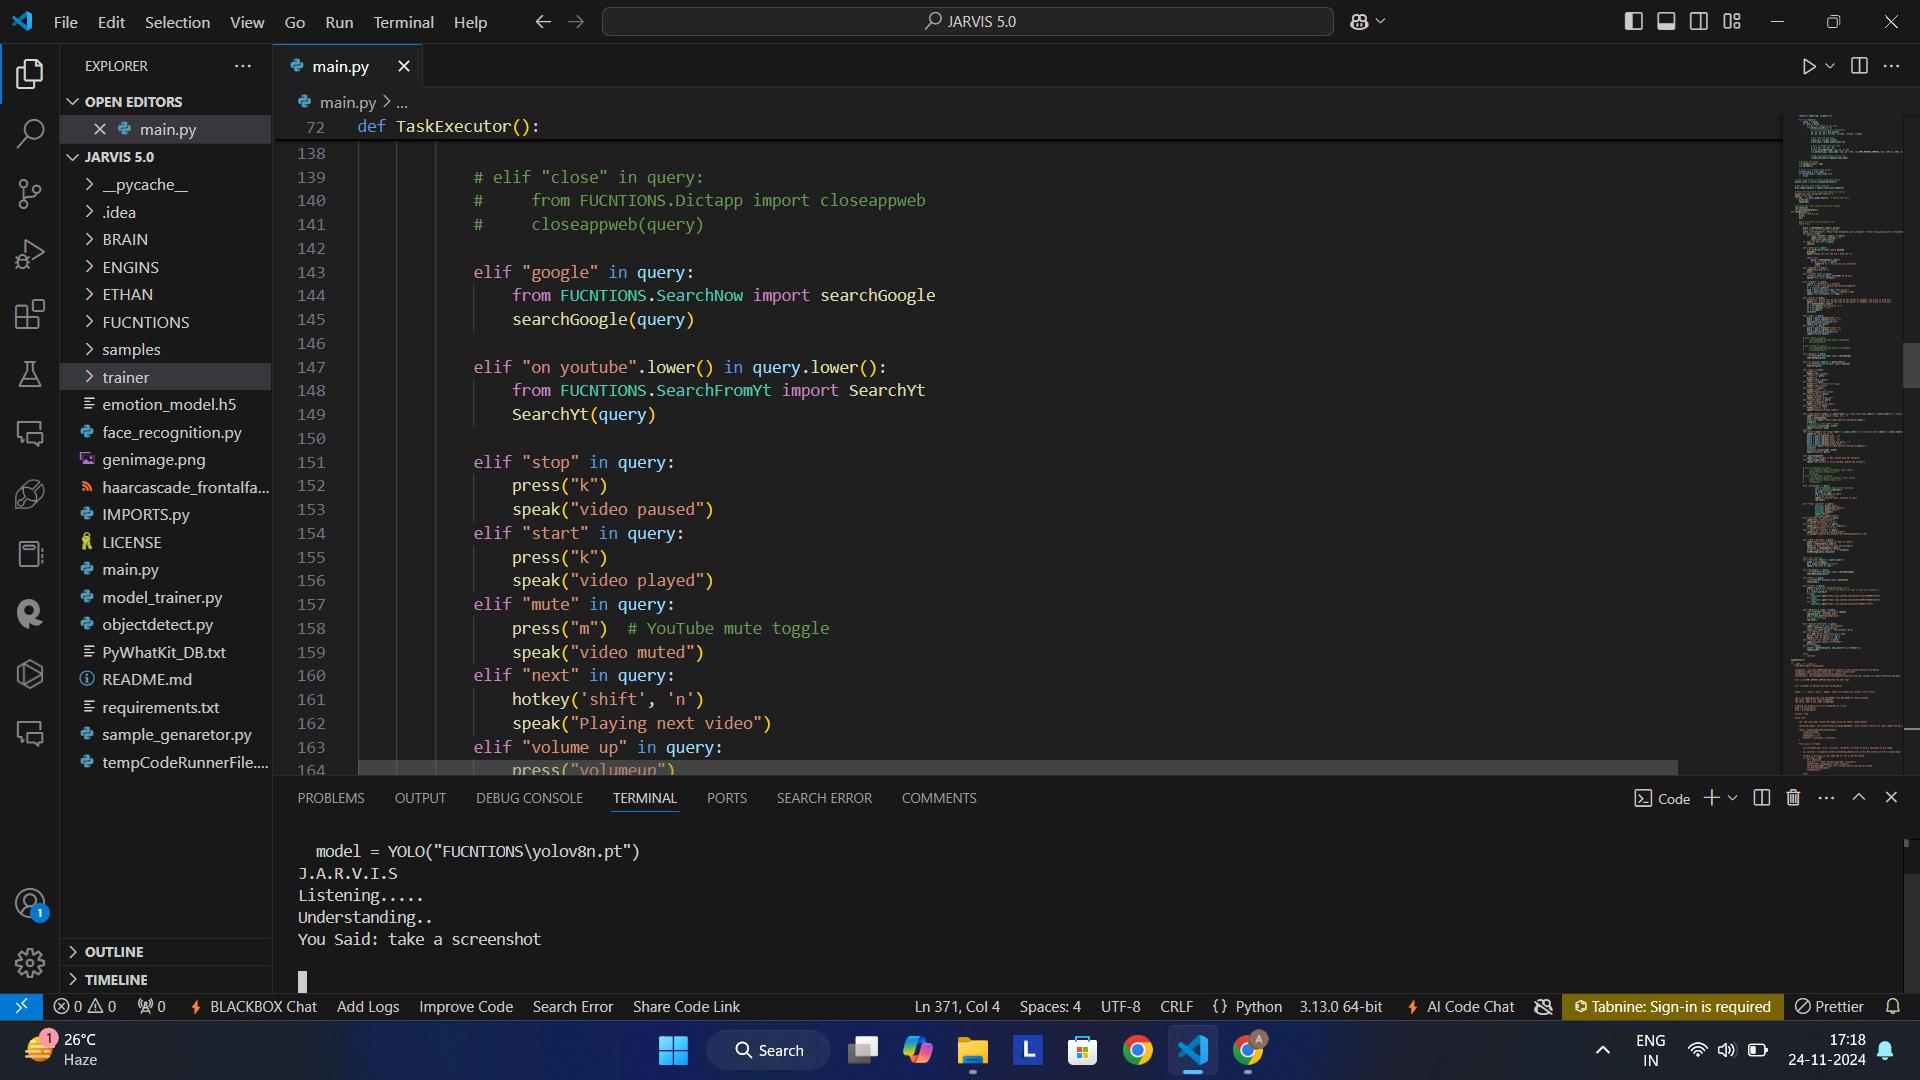 File Edit Selection View Go Run Terminal Help
JARVIS 5.0
EXPLORER
OPEN EDITORS
main.py
JARVIS 5.0
__pycache__
.idea
BRAIN
ENGINS
ETHAN
FUCNTIONS
samples
trainer
emotion_model.h5
face_recognition.py
genimage.png
haarcascade_frontalfa...
IMPORTS.py
LICENSE
main.py
model_trainer.py
objectdetect.py
PyWhatKit_DB.txt
README.md
requirements.txt
sample_genaretor.py
tempCodeRunnerFile....
OUTLINE
TIMELINE
main.py
main.py > ...
72 def TaskExecutor():
138
139 # elif "close" in query:
140 #     from FUCNTIONS.Dictapp import closeappweb
141 #     closeappweb(query)
142
143 elif "google" in query:
144     from FUCNTIONS.SearchNow import searchGoogle
145     searchGoogle(query)
146
147 elif "on youtube".lower() in query.lower():
148     from FUCNTIONS.SearchFromYt import SearchYt
149     SearchYt(query)
150
151 elif "stop" in query:
152     press("k")
153     speak("video paused")
154 elif "start" in query:
155     press("k")
156     speak("video played")
157 elif "mute" in query:
158     press("m")  # YouTube mute toggle
159     speak("video muted")
160 elif "next" in query:
161     hotkey('shift', 'n')
162     speak("Playing next video")
163 elif "volume up" in query:
164     press("volumeup")
PROBLEMS OUTPUT DEBUG CONSOLE TERMINAL PORTS SEARCH ERROR COMMENTS
Code
model = YOLO("FUCNTIONS\yolov8n.pt")
J.A.R.V.I.S
Listening.....
Understanding..
You Said: take a screenshot
1
0 0 0 BLACKBOX Chat Add Logs Improve Code Search Error Share Code Link Ln 371, Col 4 Spaces: 4 UTF-8 CRLF {} Python 3.13.0 64-bit AI Code Chat Tabnine: Sign-in is required Prettier
1
26°C
Haze
Search
L
A
ENG
IN
17:18
24-11-2024